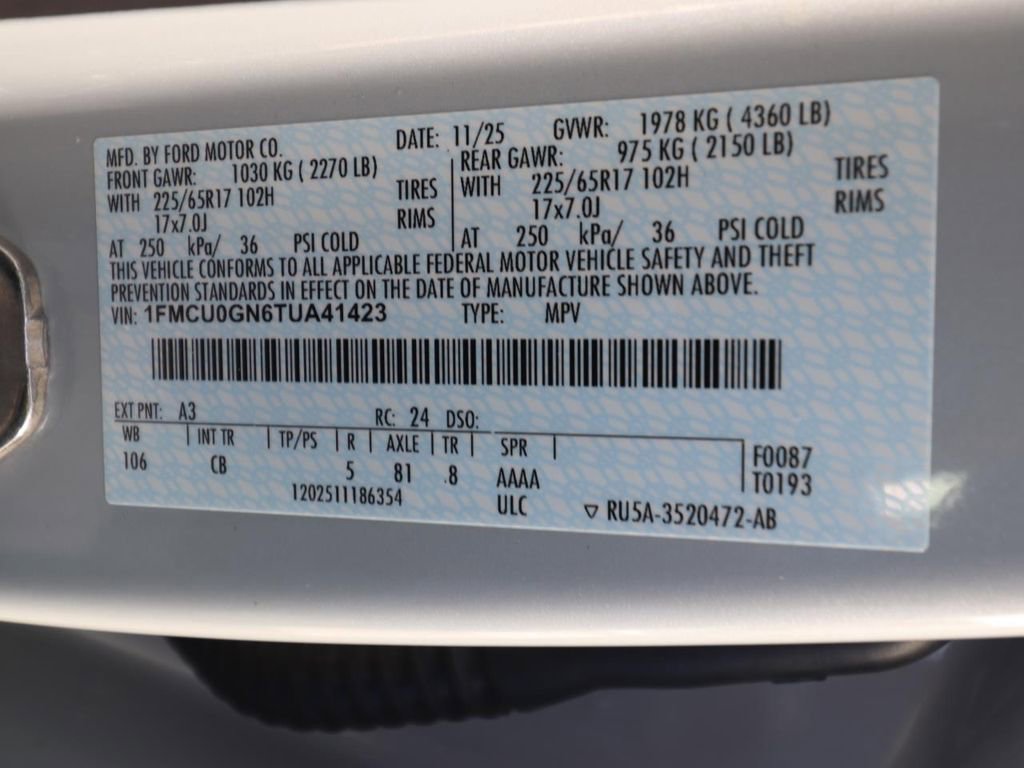 MFD. BY FORD MOTOR CO. DATE: 11/25 GVWR: 1978 KG ( 4360 LB)
FRONT GAWR: 1030 KG ( 2270 LB) REAR GAWR: 975 KG ( 2150 LB)
WITH 225/65R17 102H TIRES WITH 225/65R17 102H TIRES
17x7.0J RIMS 17x7.0J RIMS
AT 250 kPa/ 36 PSI COLD AT 250 kPa/ 36 PSI COLD
THIS VEHICLE CONFORMS TO ALL APPLICABLE FEDERAL MOTOR VEHICLE SAFETY AND THEFT
PREVENTION STANDARDS IN EFFECT ON THE DATE OF MANUFACTURE SHOWN ABOVE.
VIN: 1FMCU0GN6TUA41423 TYPE: MPV
EXT PNT: A3 RC: 24 DSO:
WB INT TR TP/PS R AXLE TR SPR F0087
106 CB 5 81 .8 AAAA T0193
1202511186354 ULC ▽ RU5A-3520472-AB